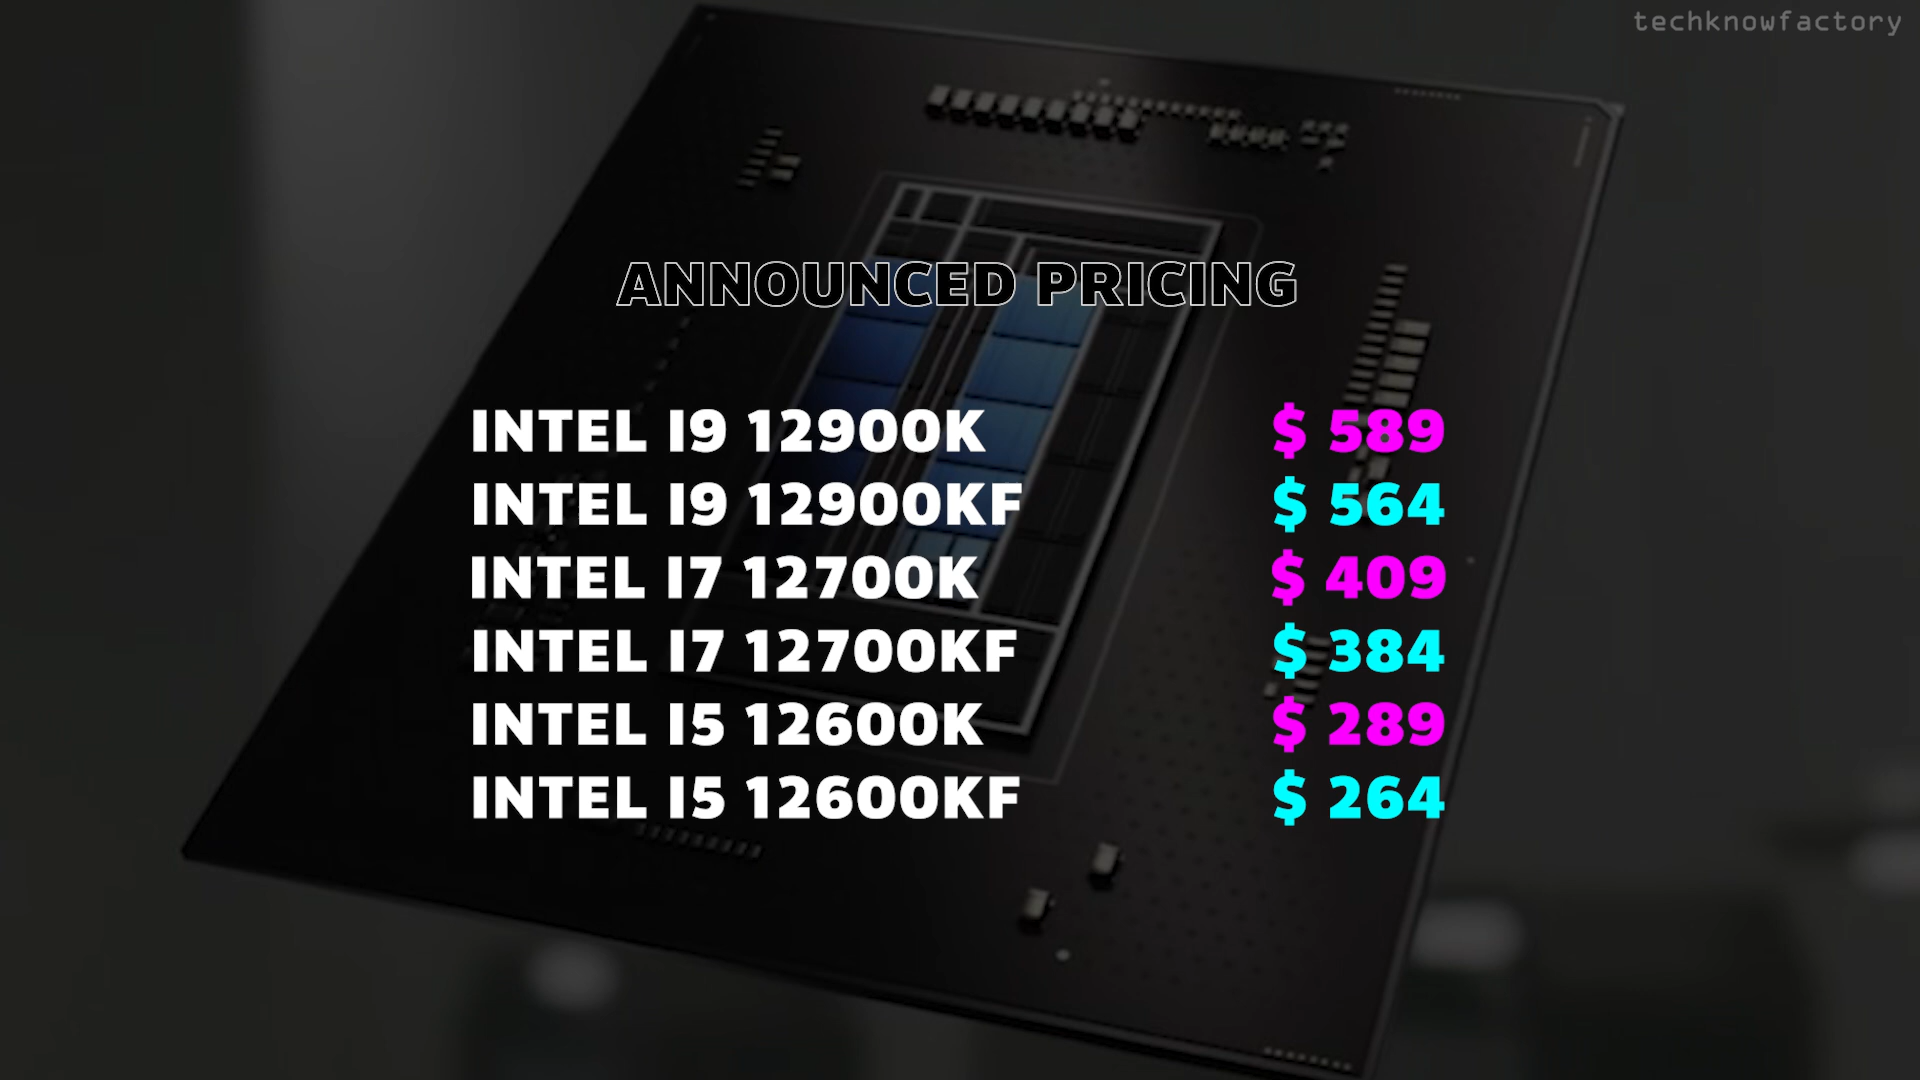 techknowfactory
ANNOUNCED PRICING
INTEL I9 12900K $ 589
INTEL I9 12900KF $ 564
INTEL I7 12700K $ 409
INTEL I7 12700KF $ 384
INTEL I5 12600K $ 289
INTEL I5 12600KF $ 264